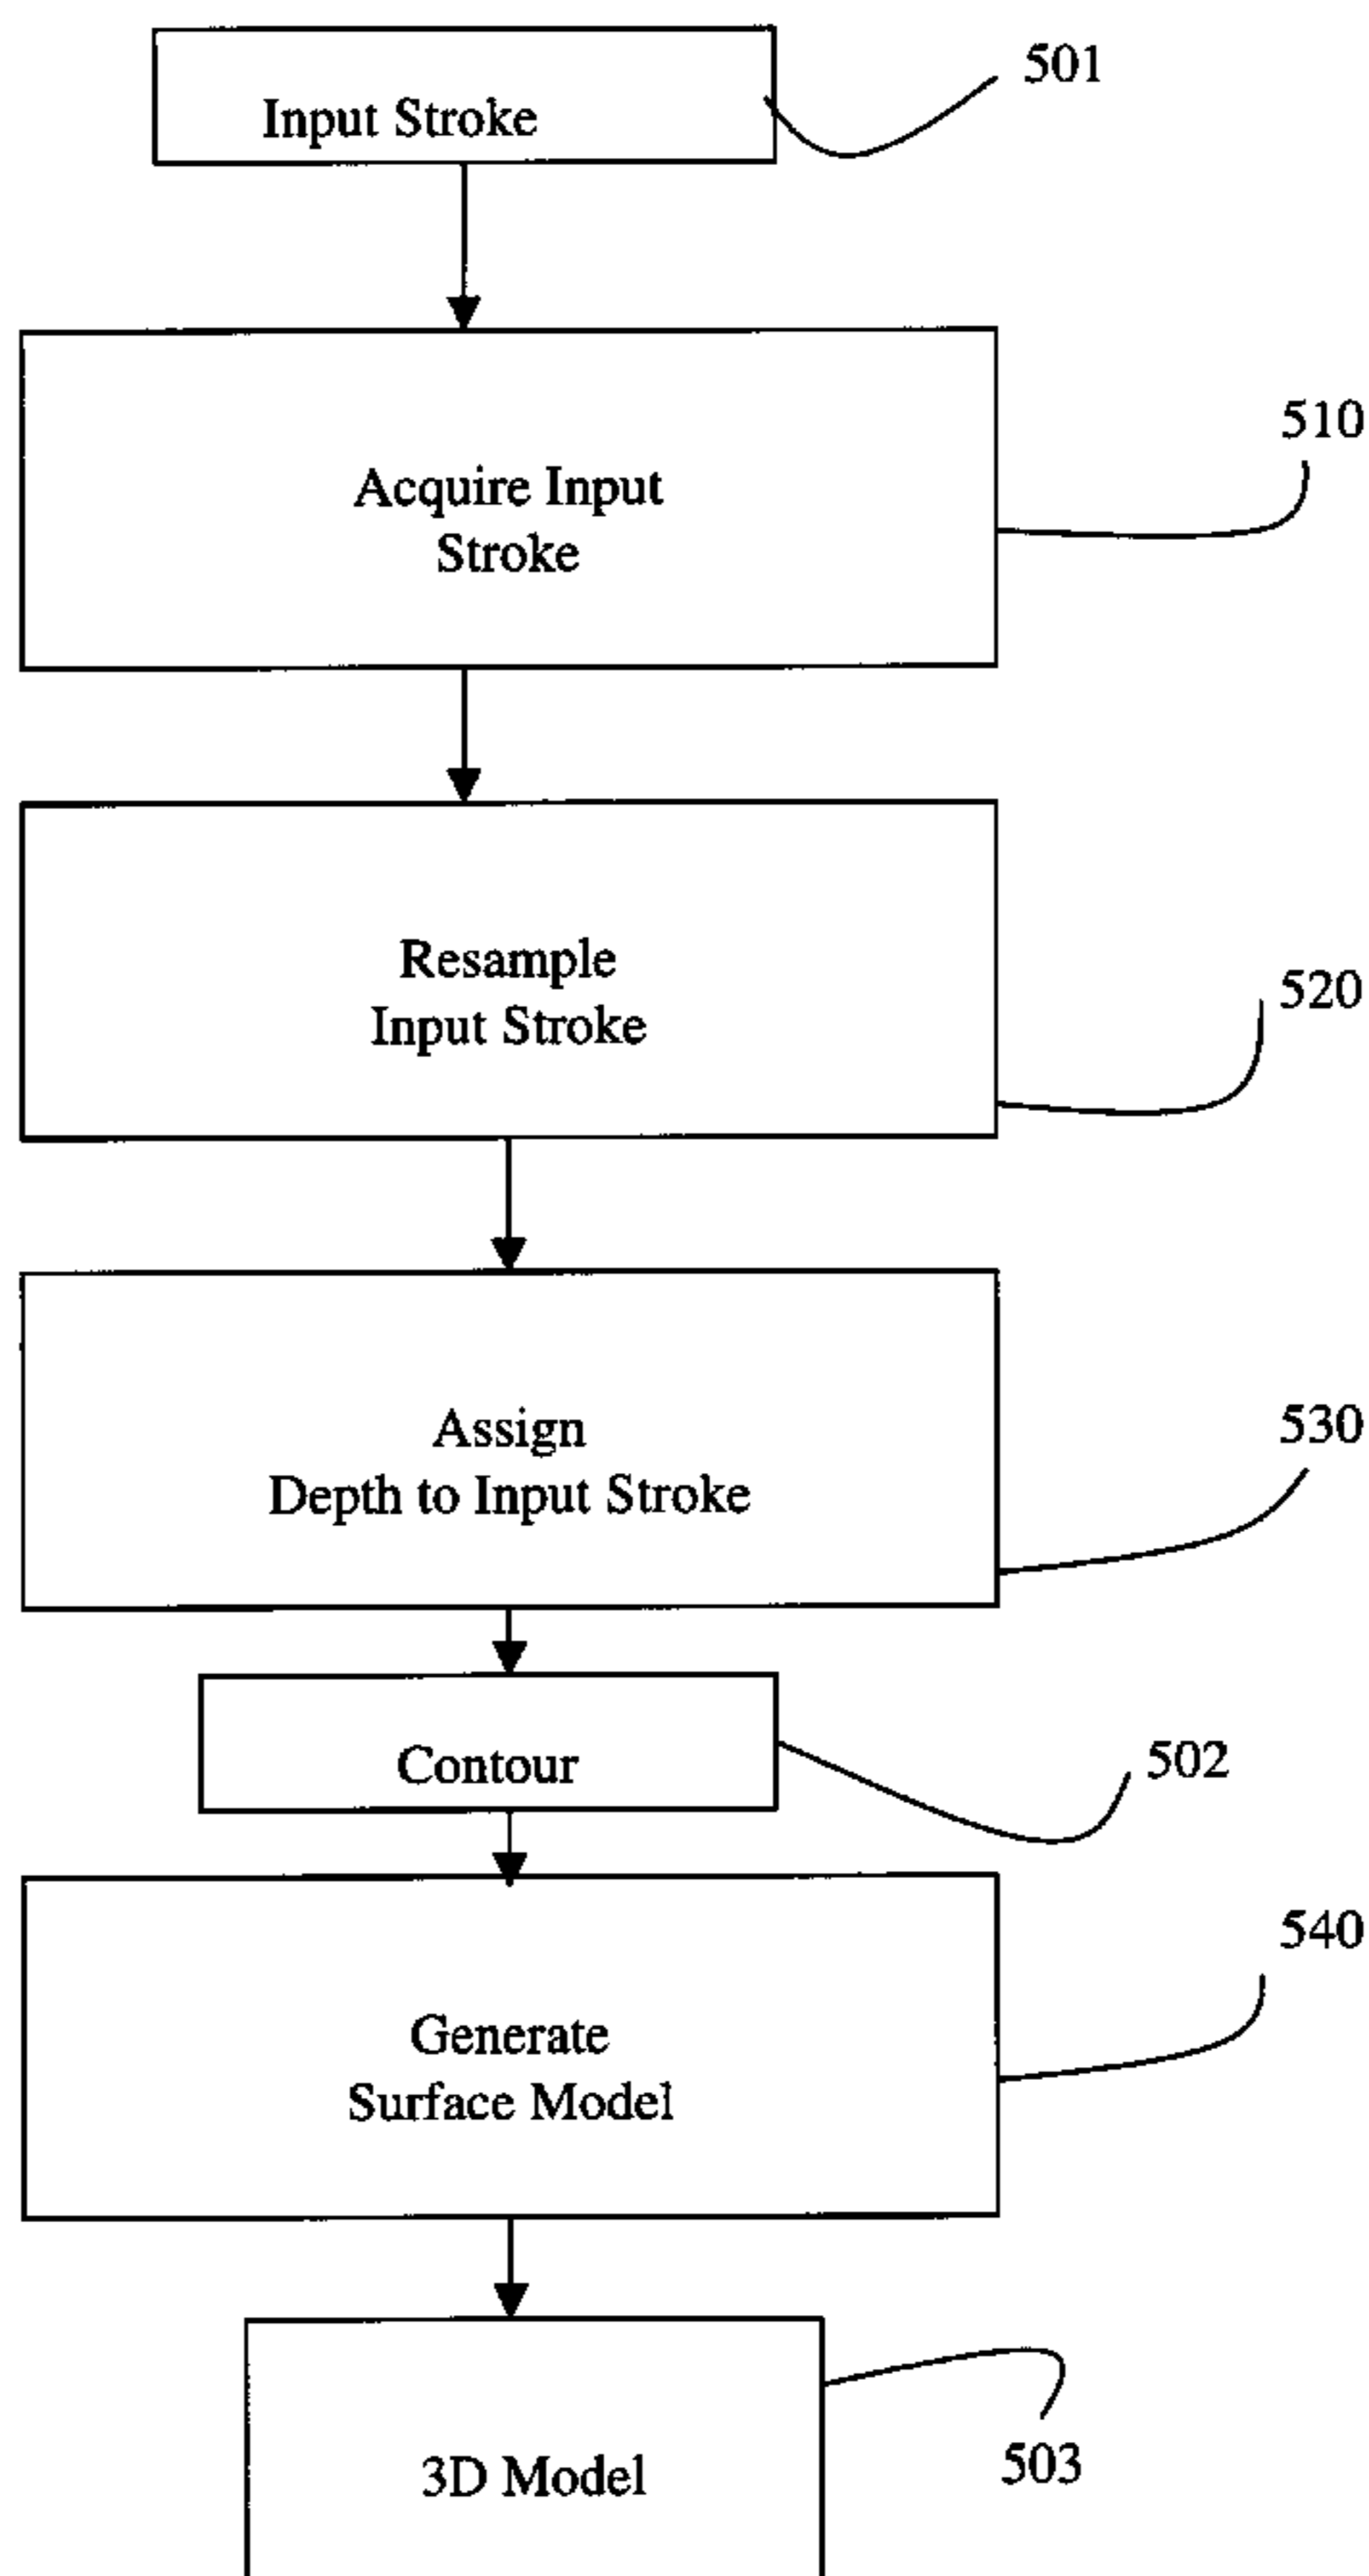 Input Stroke
501
Acquire Input
Stroke
510
Resample
Input Stroke
520
Assign
Depth to Input Stroke
530
Contour
502
Generate
Surface Model
540
3D Model
503